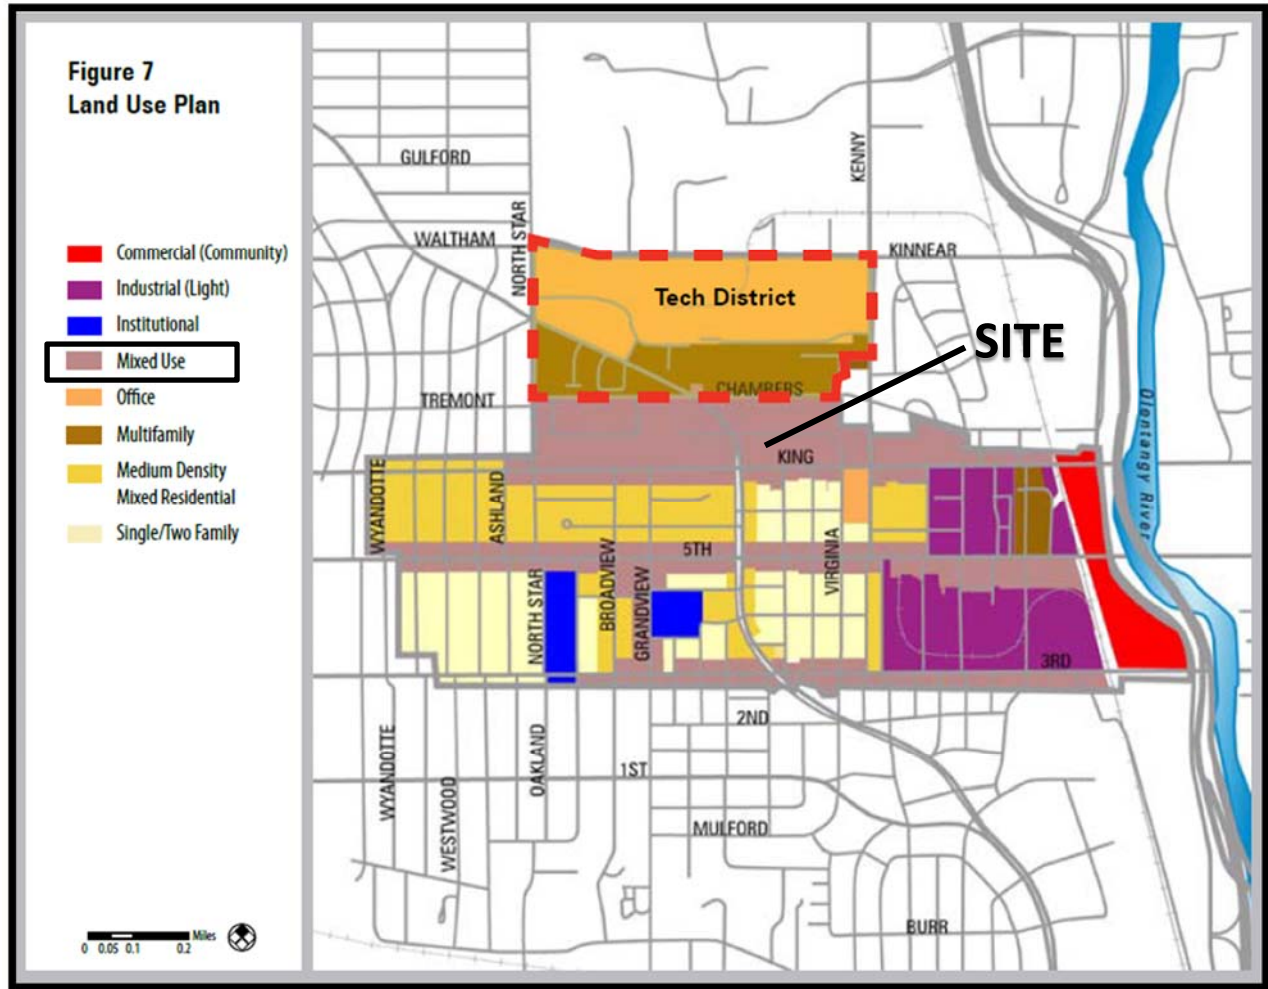 Figure 7
Land Use Plan
Commercial (Community)
Industrial (Light)
Institutional
Mixed Use
Office
Multifamily
Medium Density
Mixed Residential
Single/Two Family
0 0.05 0.1 0.2 Miles
GULFORD
KENNY
WALTHAM
NORTH STAR
KINNEAR
Tech District
SITE
TREMONT
CHAMBERS
KING
WYANDOTTE
ASHLAND
Olentangy River
5TH
VIRGINIA
BROADVIEW
NORTH STAR
GRANDVIEW
3RD
2ND
WYANDOTTE
OAKLAND
1ST
WESTWOOD
MULFORD
BURR